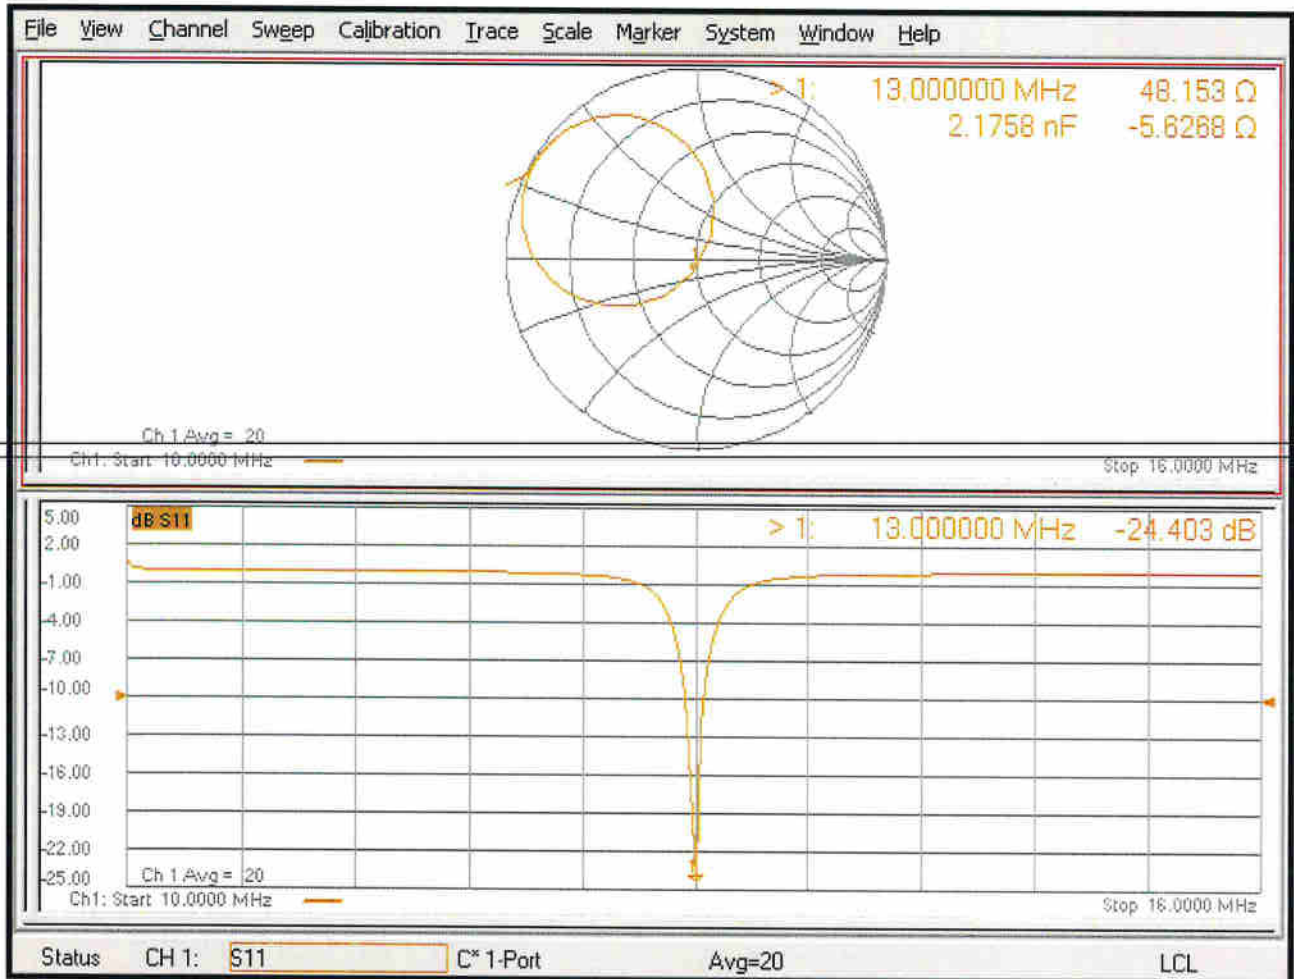 File View Channel Sweep Calibration Trace Scale Marker System Window Help
> 1: 13.000000 MHz 48.153 Ω
2.1758 nF -5.6268 Ω
1
Ch 1 Avg = 20
Ch1: Start 10.0000 MHz
Stop 16.0000 MHz
5.00
dB S11
> 1: 13.000000 MHz -24.403 dB
2.00
-1.00
-4.00
-7.00
-10.00
-13.00
-16.00
-19.00
-22.00
-25.00
Ch 1 Avg = 20
Ch1: Start 10.0000 MHz
Stop 16.0000 MHz
Status CH 1: S11 C* 1-Port Avg=20 LCL